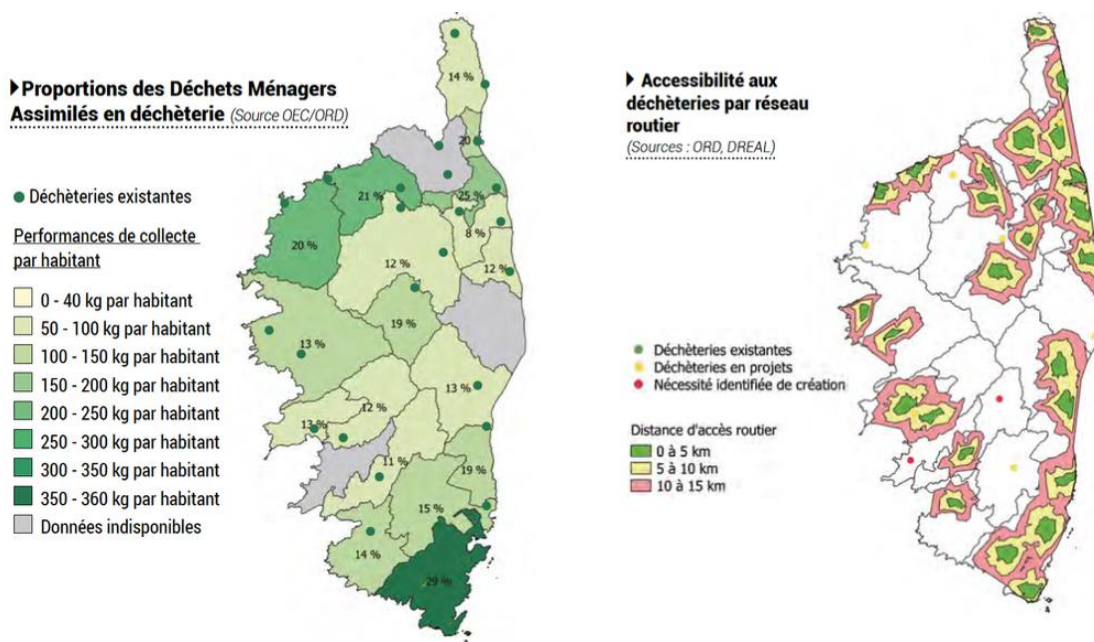 ▶Proportions des Déchets Ménagers
Assimilés en déchèterie (Source OEC/ORD)
Déchèteries existantes
Performances de collecte
par habitant
0 - 40 kg par habitant
50 - 100 kg par habitant
100 - 150 kg par habitant
150 - 200 kg par habitant
200 - 250 kg par habitant
250 - 300 kg par habitant
300 - 350 kg par habitant
350 - 360 kg par habitant
Données indisponibles
14 %
20
21 %
25 %
20 %
8 %
12 %
12 %
19 %
13 %
13 %
12 %
13 %
11 %
19 %
15 %
14 %
29 %
▶ Accessibilité aux
déchèteries par réseau
routier
(Sources : ORD, DREAL)
Déchèteries existantes
Déchèteries en projets
Nécessité identifiée de création
Distance d'accès routier
0 à 5 km
5 à 10 km
10 à 15 km